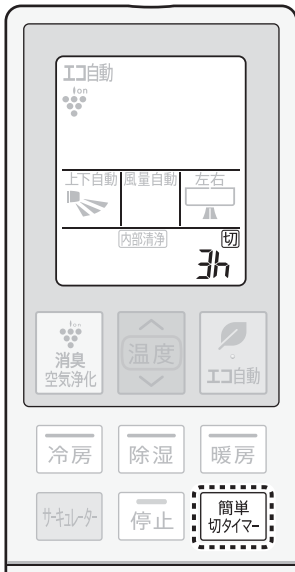 エコ自動
Ion
上下自動 風量自動 左右
内部清浄 切
3h
Ion
消臭
空気浄化
温度
エコ自動
冷房 除湿 暖房
サーキュレーター 停止 簡単
切タイマー